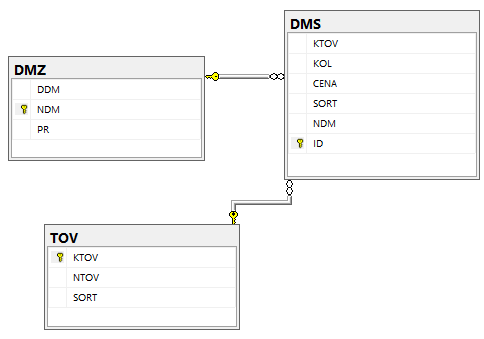 DMZ
DDM
NDM
PR
DMS
KTOV
KOL
CENA
SORT
NDM
ID
TOV
KTOV
NTOV
SORT